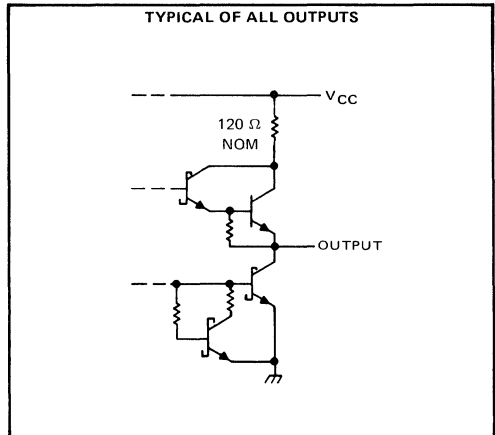 TYPICAL OF ALL OUTPUTS
VCC
120 Ω
NOM
OUTPUT